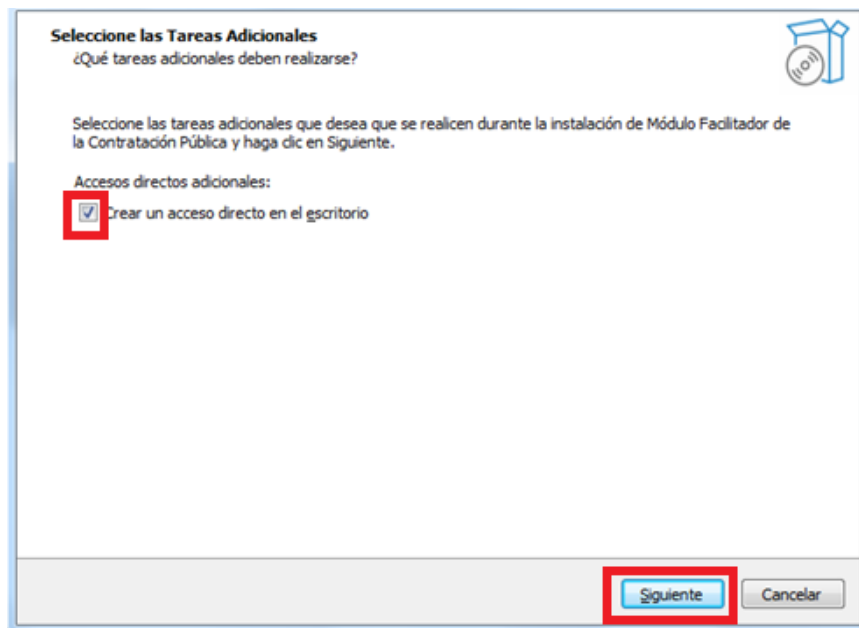 Seleccione las Tareas Adicionales
¿Qué tareas adicionales deben realizarse?
Seleccione las tareas adicionales que desea que se realicen durante la instalación de Módulo Facilitador de
la Contratación Pública y haga clic en Siguiente.
Accesos directos adicionales:
Crear un acceso directo en el escritorio
Siguiente
Cancelar